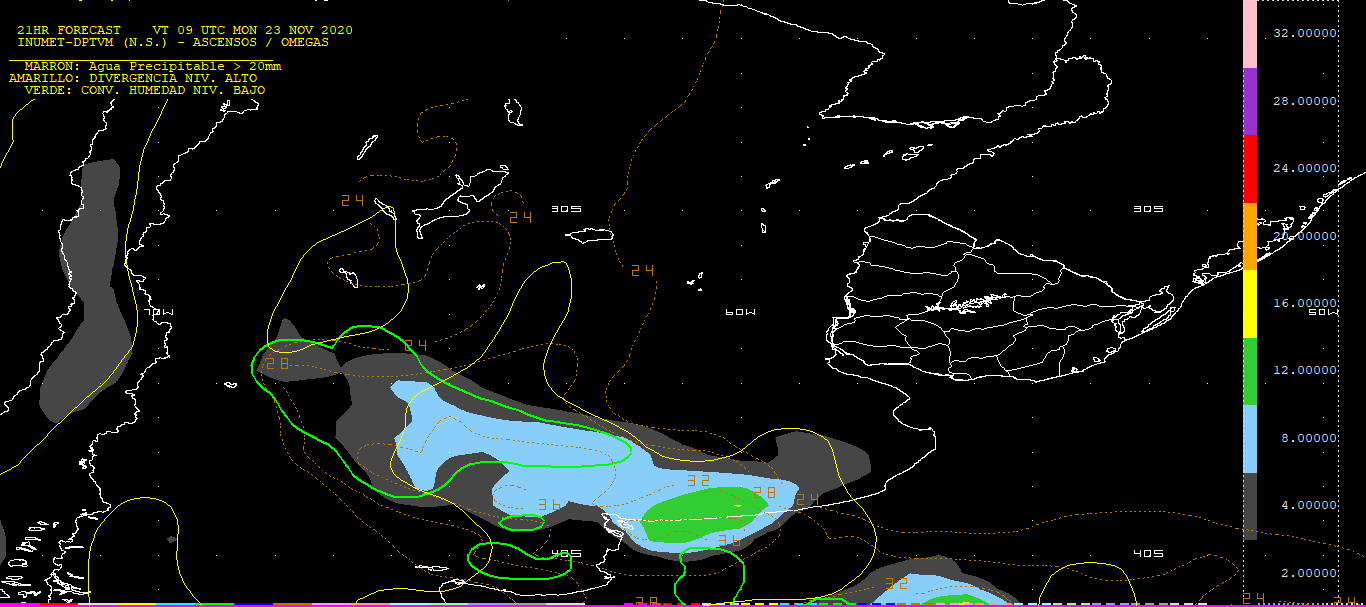 21HR FORECAST VT 09 UTC MON 23 NOV 2020
INUMET-DPTVM (N.S.) - ASCENSOS / OMEGAS
MARRON: Agua Precipitable > 20mm
AMARILLO: DIVERGENCIA NIV. ALTO
VERDE: CONV. HUMEDAD NIV. BAJO
32.00000
28.00000
24.00000
24
30S
24
30S
20.00000
24
16.00000
70W
60W
50W
24
28
12.00000
8.00000
32
28
24
36
4.00000
36
40S
40S
2.00000
32
28
24